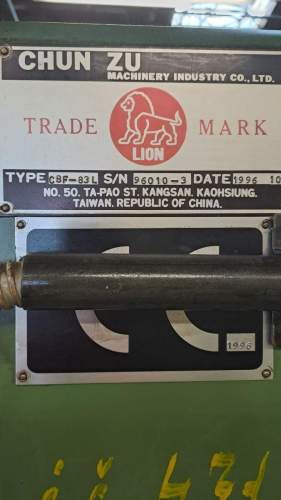 CHUN ZU
MACHINERY INDUSTRY CO., LTD.
TRADE MARK
LION
TYPE CBF-83L S/N 96010-3 DATE 1996 10
NO. 50, TA-PAO ST. KANGSAN. KAOHSIUNG.
TAIWAN. REPUBLIC OF CHINA.
1996